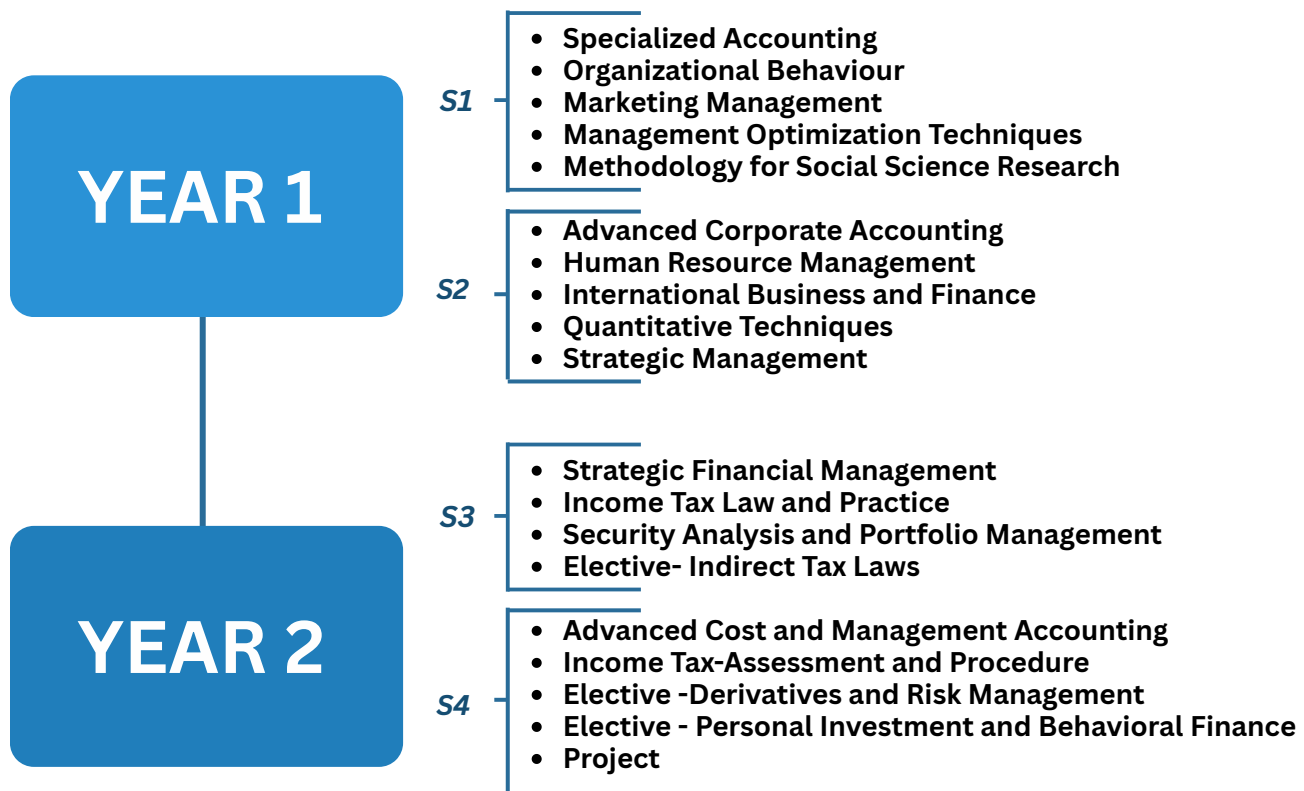 YEAR 1
S1
• Specialized Accounting
• Organizational Behaviour
• Marketing Management
• Management Optimization Techniques
• Methodology for Social Science Research
S2
• Advanced Corporate Accounting
• Human Resource Management
• International Business and Finance
• Quantitative Techniques
• Strategic Management
YEAR 2
S3
• Strategic Financial Management
• Income Tax Law and Practice
• Security Analysis and Portfolio Management
• Elective- Indirect Tax Laws
S4
• Advanced Cost and Management Accounting
• Income Tax-Assessment and Procedure
• Elective -Derivatives and Risk Management
• Elective - Personal Investment and Behavioral Finance
• Project